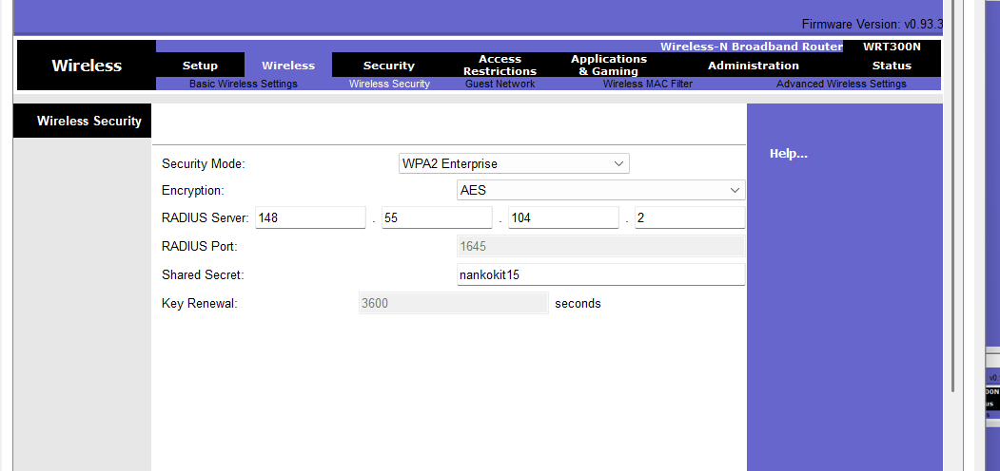 Firmware Version: v0.93.3
Wireless-N Broadband Router WRT300N
Wireless
Setup Wireless Security Access Restrictions Applications & Gaming Administration Status
Basic Wireless Settings Wireless Security Guest Network Wireless MAC Filter Advanced Wireless Settings
Wireless Security
Help...
Security Mode: WPA2 Enterprise
Encryption: AES
RADIUS Server: 148 . 55 . 104 . 2
RADIUS Port: 1645
Shared Secret: nankokit15
Key Renewal: 3600 seconds
v0.
00N
us